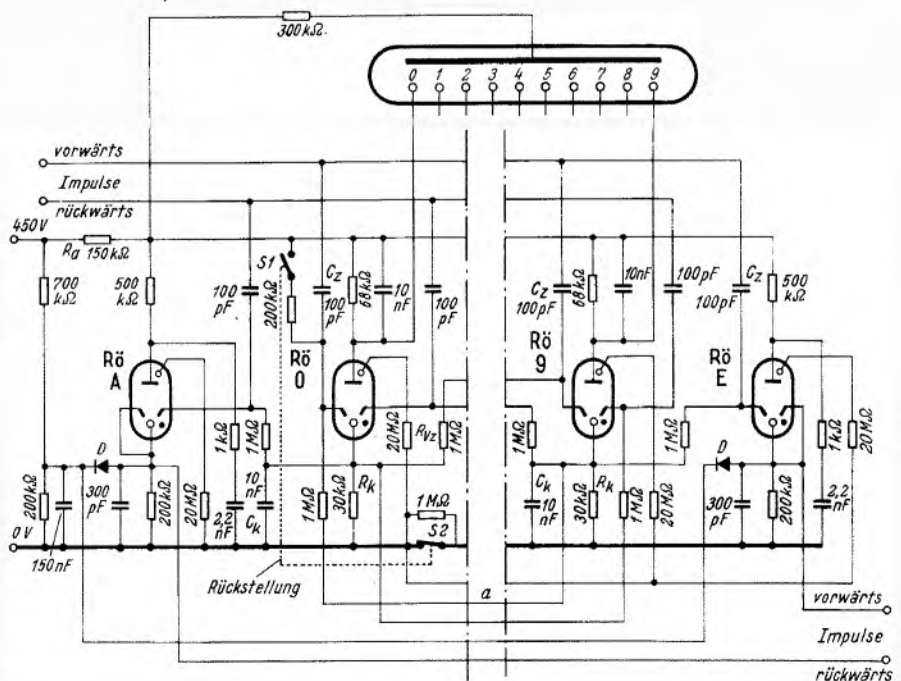 300kΩ
0 1 2 3 4 5 6 7 8 9
vorwärts
Impulse
rückwärts
450V
Ra 150kΩ
700 kΩ
500 kΩ
100 pF
S1
200kΩ
Cz
100 pF
68kΩ
10 nF
100 pF
Cz
100pF
68kΩ
10nF
100pF
Cz
100pF
500 kΩ
Rö A
Rö 0
Rö 9
Rö E
D
300 pF
200kΩ
150nF
200kΩ
20MΩ
1kΩ
2,2 nF
1MΩ
10 nF
Ck
1MΩ
30kΩ
Rk
20MΩ
RVz
1MΩ
1MΩ
S2
1MΩ
Ck
10 nF
30kΩ
Rk
1MΩ
20MΩ
1MΩ
D
300 pF
200kΩ
1kΩ
2,2 nF
20MΩ
0V
Rückstellung
a
vorwärts
Impulse
rückwärts